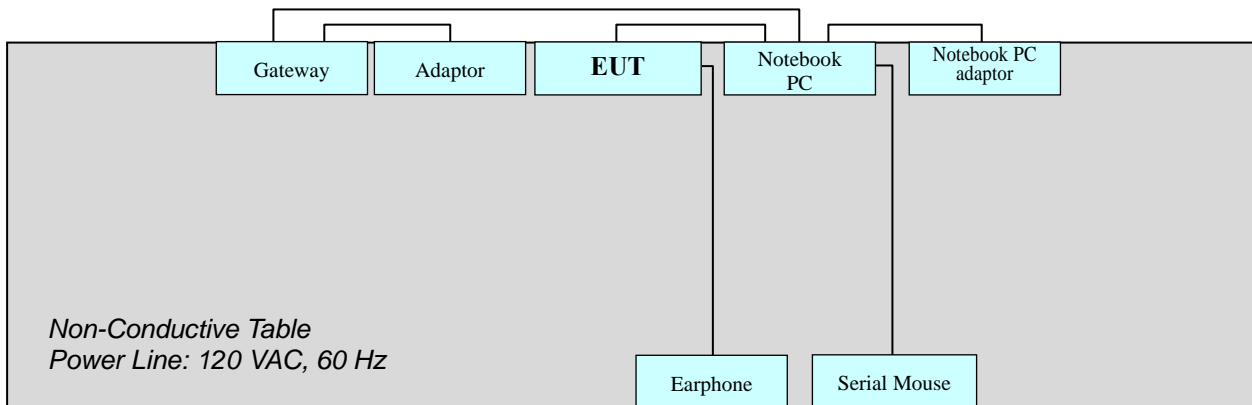 Gateway
Adaptor
EUT
Notebook
PC
Notebook PC
adaptor
Non-Conductive Table
Power Line: 120 VAC, 60 Hz
Earphone
Serial Mouse